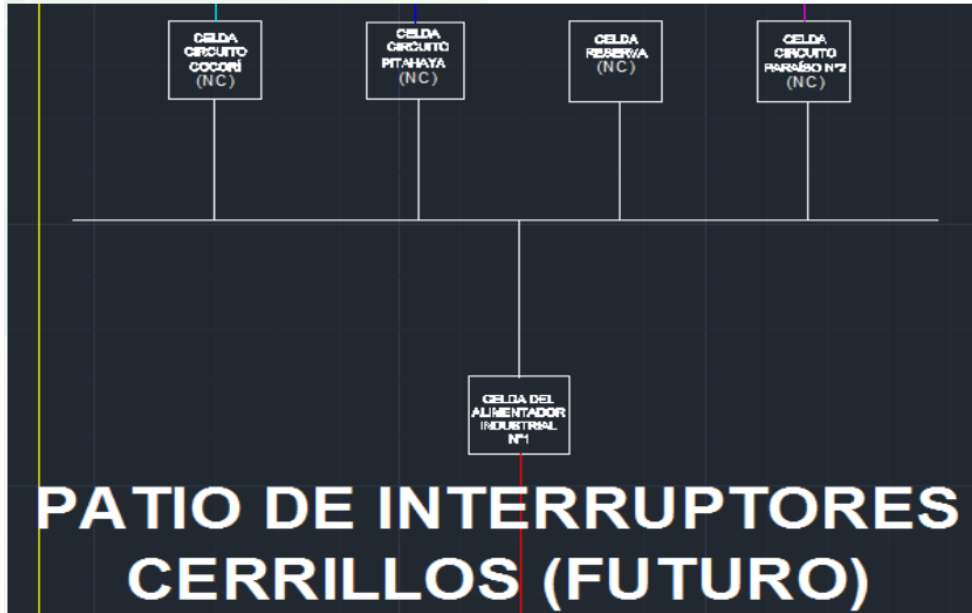 CELDA
CIRCUITO
COCORÍ
(NC)
CELDA
CIRCUITO
PITAHAYA
(NC)
CELDA
RESERVA
(NC)
CELDA
CIRCUITO
PARAÍSO N°2
(NC)
CELDA DEL
ALIMENTADOR
INDUSTRIAL
N°1
PATIO DE INTERRUPTORES
CERRILLOS (FUTURO)